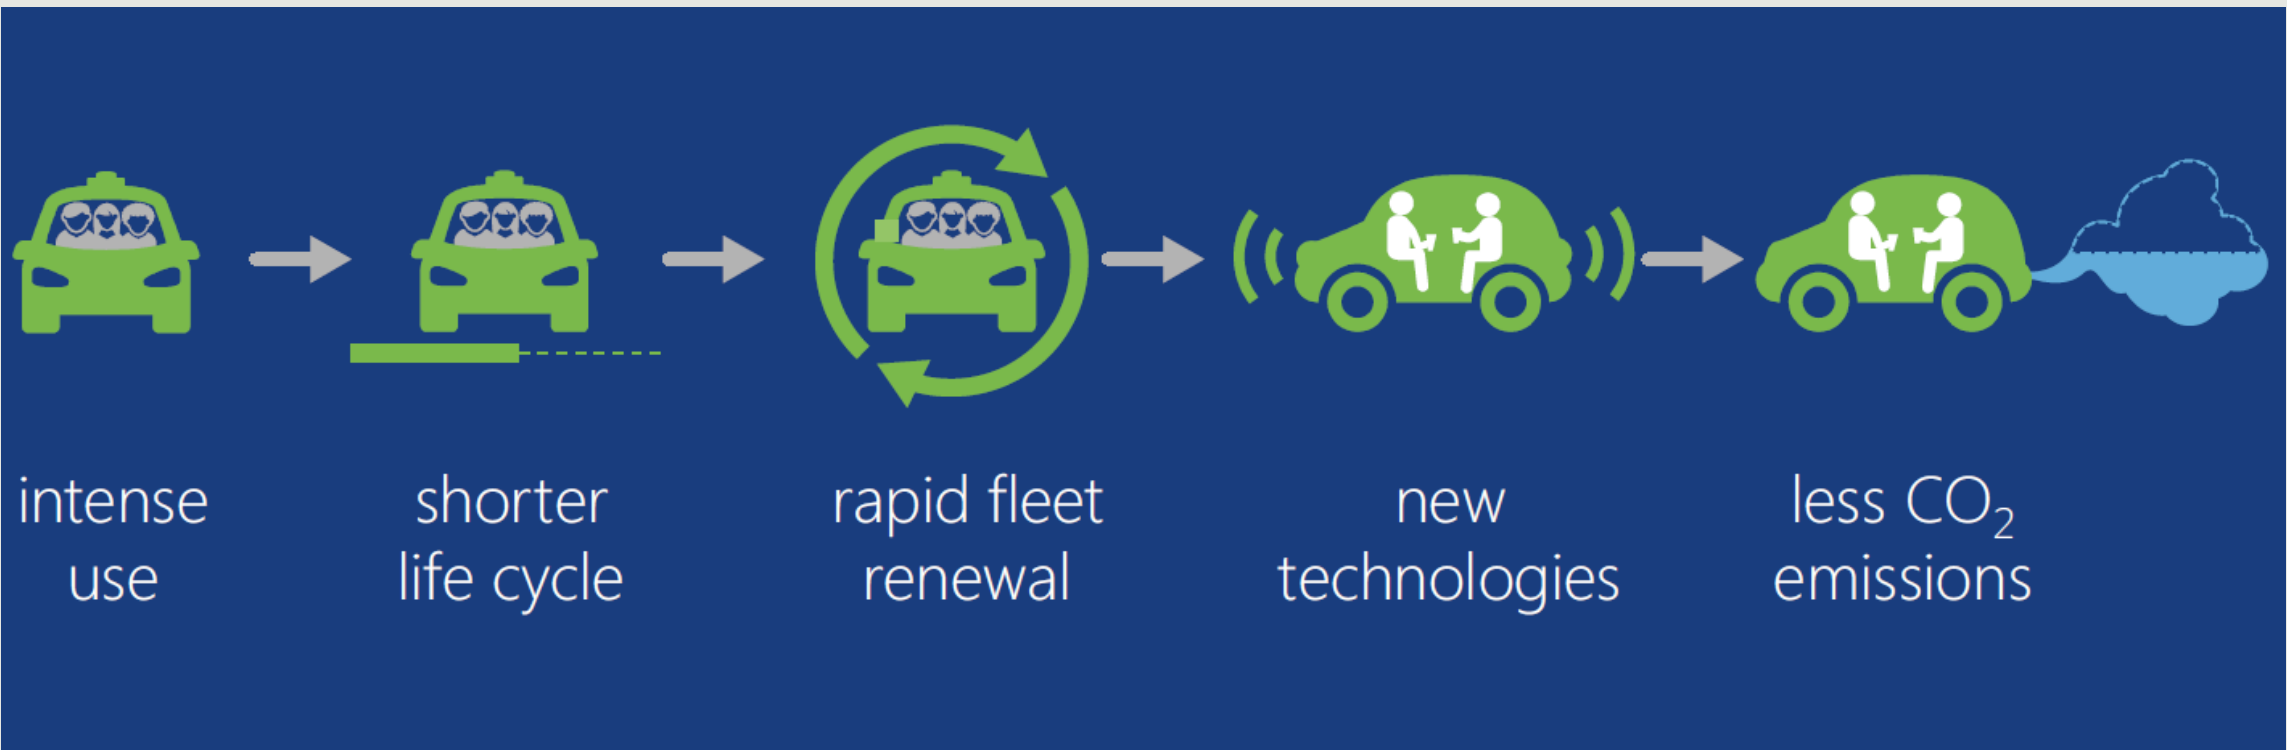 intense
use
shorter
life cycle
rapid fleet
renewal
new
technologies
less CO₂
emissions